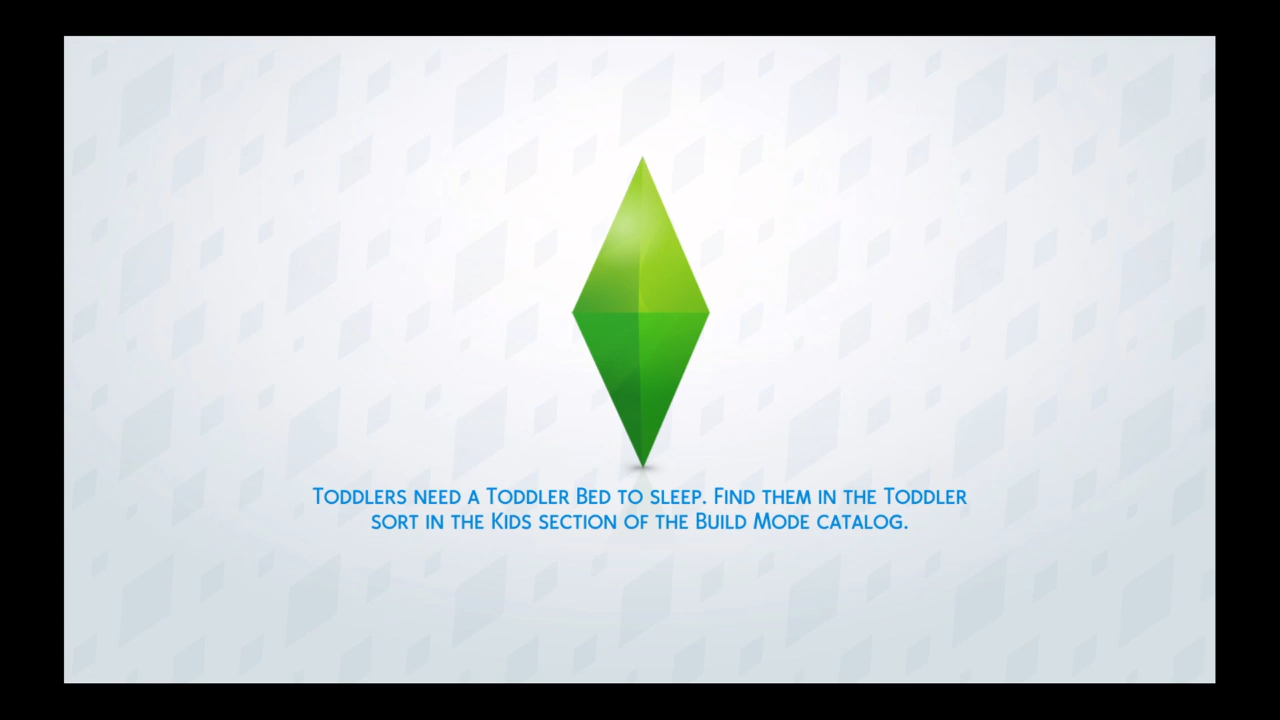 Toddlers need a Toddler Bed to sleep. Find them in the Toddler
sort in the Kids section of the Build Mode catalog.